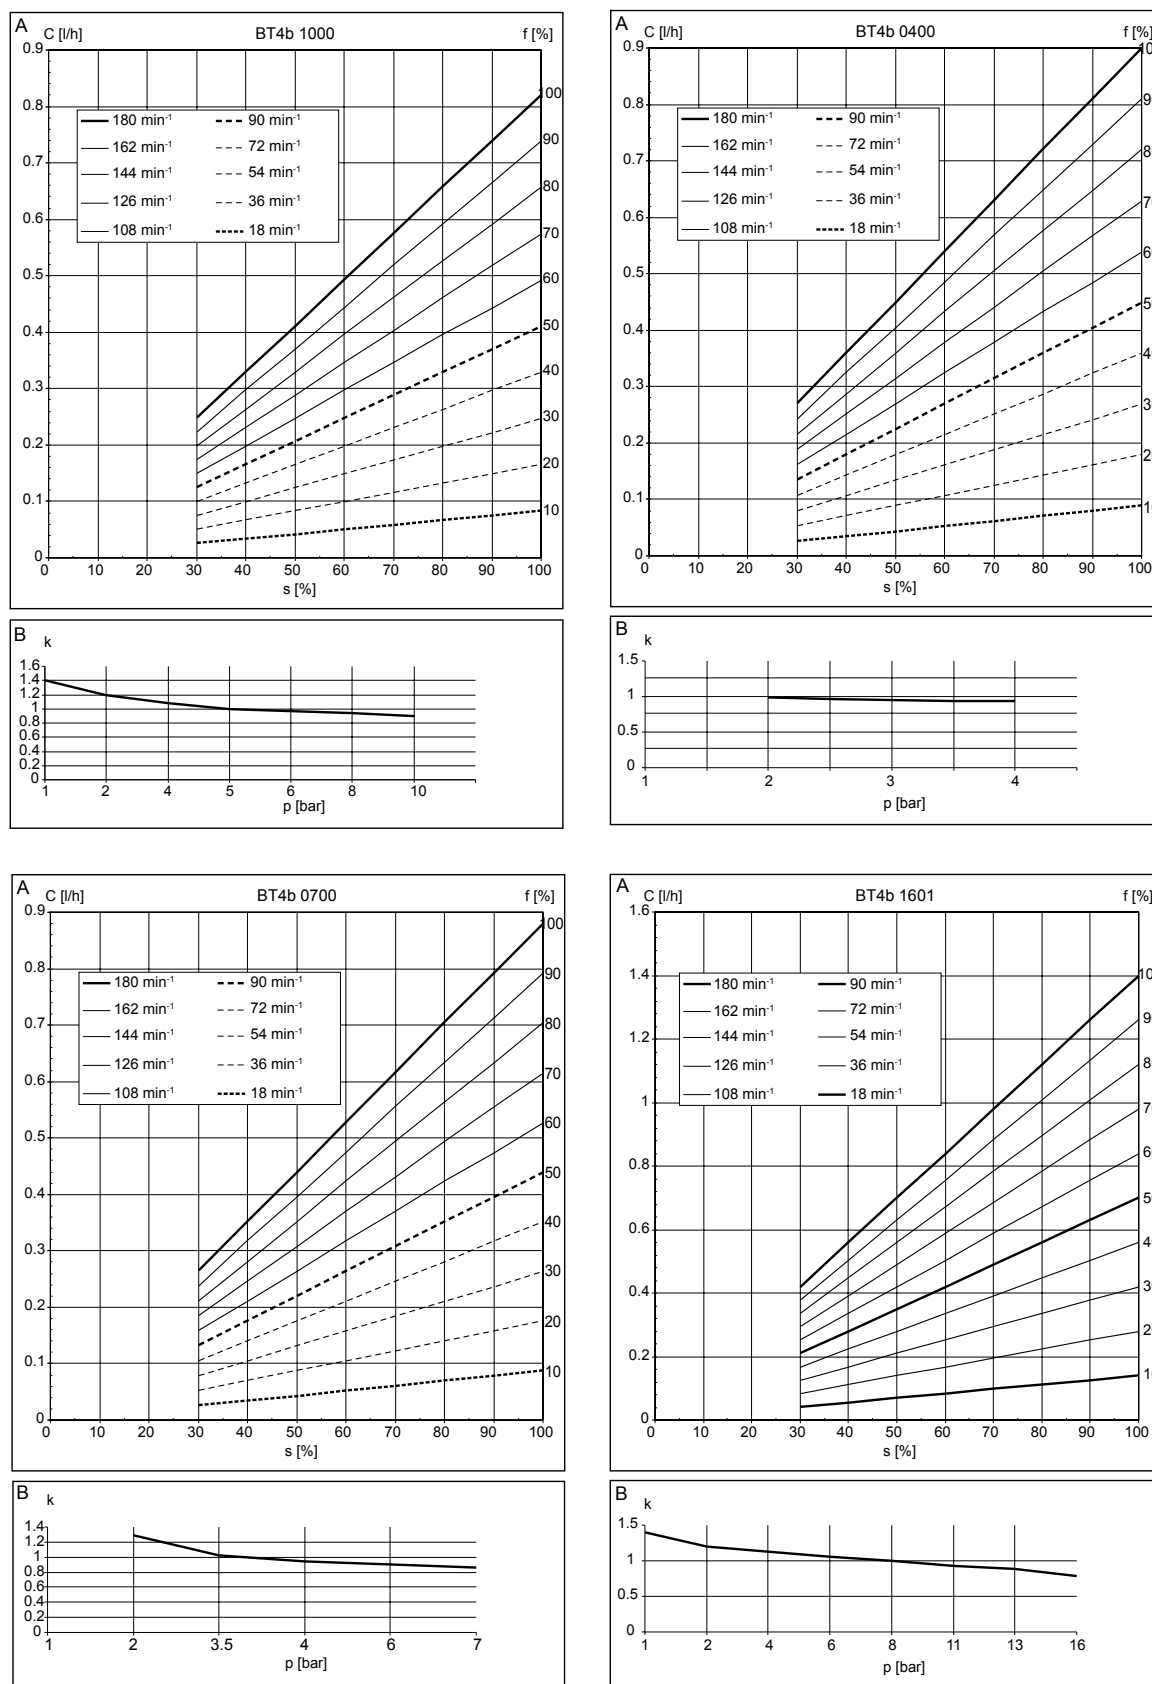 A
C [l/h] BT4b 1000 f [%]
0.9
0.8
0.7
0.6
0.5
0.4
0.3
0.2
0.1
0
180 min-1 90 min-1
162 min-1 72 min-1
144 min-1 54 min-1
126 min-1 36 min-1
108 min-1 18 min-1
100
90
80
70
60
50
40
30
20
10
0 10 20 30 40 50 60 70 80 90 100
s [%]
B
k
1.6
1.4
1.2
1
0.8
0.6
0.4
0.2
0
1 2 4 5 6 8 10
p [bar]
A
C [l/h] BT4b 0400 f [%]
0.9
0.8
0.7
0.6
0.5
0.4
0.3
0.2
0.1
0
180 min-1 90 min-1
162 min-1 72 min-1
144 min-1 54 min-1
126 min-1 36 min-1
108 min-1 18 min-1
0 10 20 30 40 50 60 70 80 90 100
s [%]
B
k
1.5
1
0.5
0
1 2 3 4
p [bar]
A
C [l/h] BT4b 0700 f [%]
0.9
0.8
0.7
0.6
0.5
0.4
0.3
0.2
0.1
0
180 min-1 90 min-1
162 min-1 72 min-1
144 min-1 54 min-1
126 min-1 36 min-1
108 min-1 18 min-1
100
90
80
70
60
50
40
30
20
10
0 10 20 30 40 50 60 70 80 90 100
s [%]
B
k
1.4
1.2
1
0.8
0.6
0.4
0.2
0
1 2 3.5 4 6 7
p [bar]
A
C [l/h] BT4b 1601 f [%]
1.6
1.4
1.2
1
0.8
0.6
0.4
0.2
0
180 min-1 90 min-1
162 min-1 72 min-1
144 min-1 54 min-1
126 min-1 36 min-1
108 min-1 18 min-1
0 10 20 30 40 50 60 70 80 90 100
s [%]
B
k
1.5
1
0.5
0
1 2 4 6 8 11 13 16
p [bar]